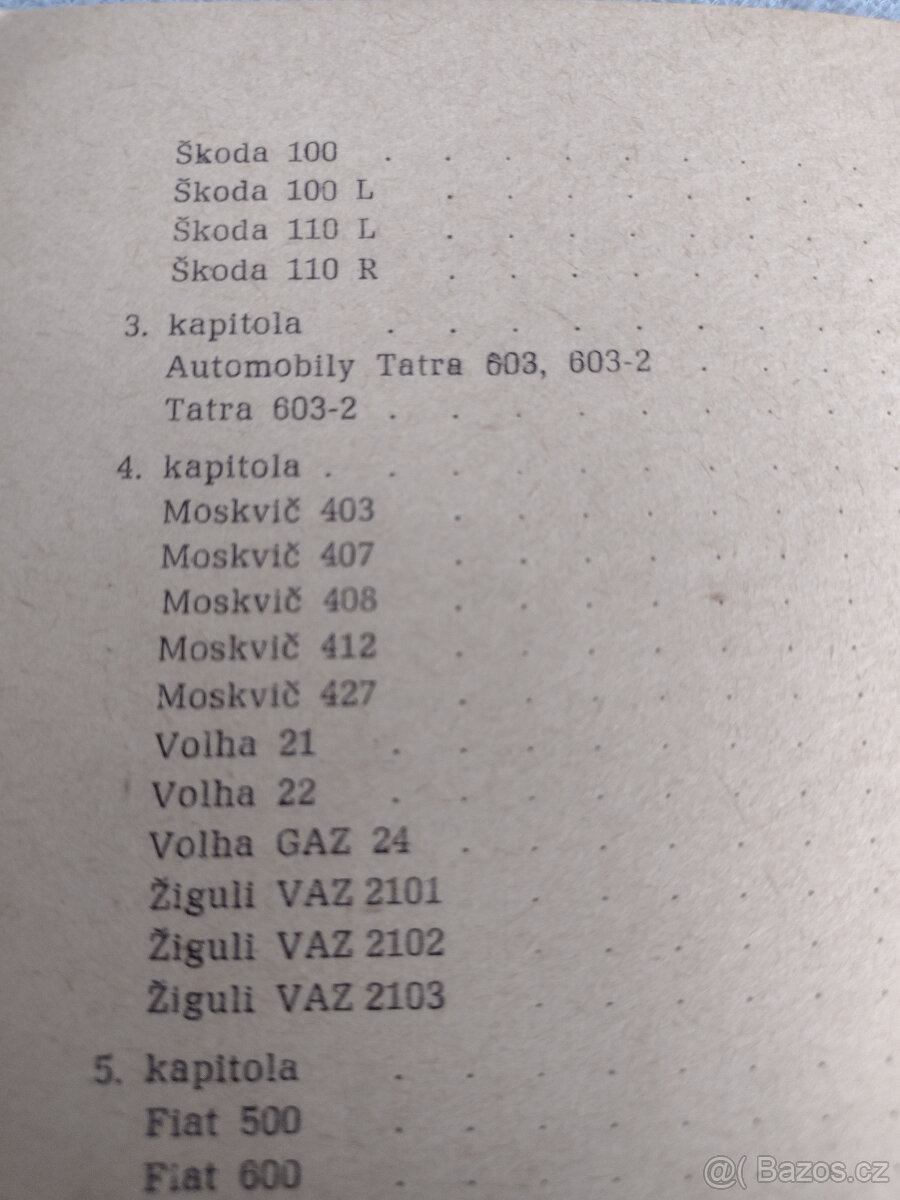 Škoda 100 . . . . . . . .
Škoda 100 L . . . . . . .
Škoda 110 L . . . . . . .
Škoda 110 R . . . . . . .
3. kapitola . . . . . . . . .
Automobily Tatra 603, 603-2 . . . .
Tatra 603-2 . . . . . . . . .
4. kapitola . . . . . . . . . .
Moskvič 403 . . . . . . .
Moskvič 407 . . . . . . .
Moskvič 408 . . . . . . .
Moskvič 412 . . . . . . .
Moskvič 427 . . . . . . .
Volha 21 . . . . . . . .
Volha 22 . . . . . . . .
Volha GAZ 24 . . . . . . .
Žiguli VAZ 2101 . . . . . .
Žiguli VAZ 2102 . . . . . .
Žiguli VAZ 2103 . . . . . .
5. kapitola . . . . . . . .
Fiat 500 . . . . . . . .
Fiat 600 . . . . . . . .
@( Bazos.cz